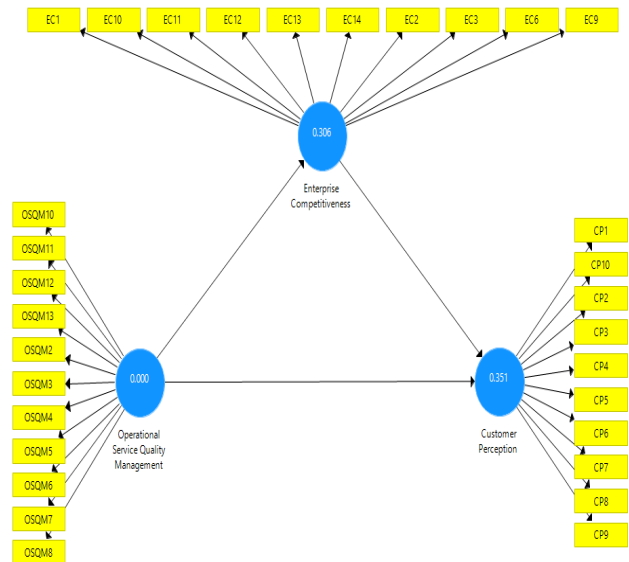 EC1 EC10 EC11 EC12 EC13 EC14 EC2 EC3 EC6 EC9
0.306
Enterprise
Competitiveness
OSQM10
OSQM11
OSQM12
OSQM13
OSQM2
OSQM3
OSQM4
OSQM5
OSQM6
OSQM7
OSQM8
0.000
Operational
Service Quality
Management
0.351
Customer
Perception
CP1
CP10
CP2
CP3
CP4
CP5
CP6
CP7
CP8
CP9